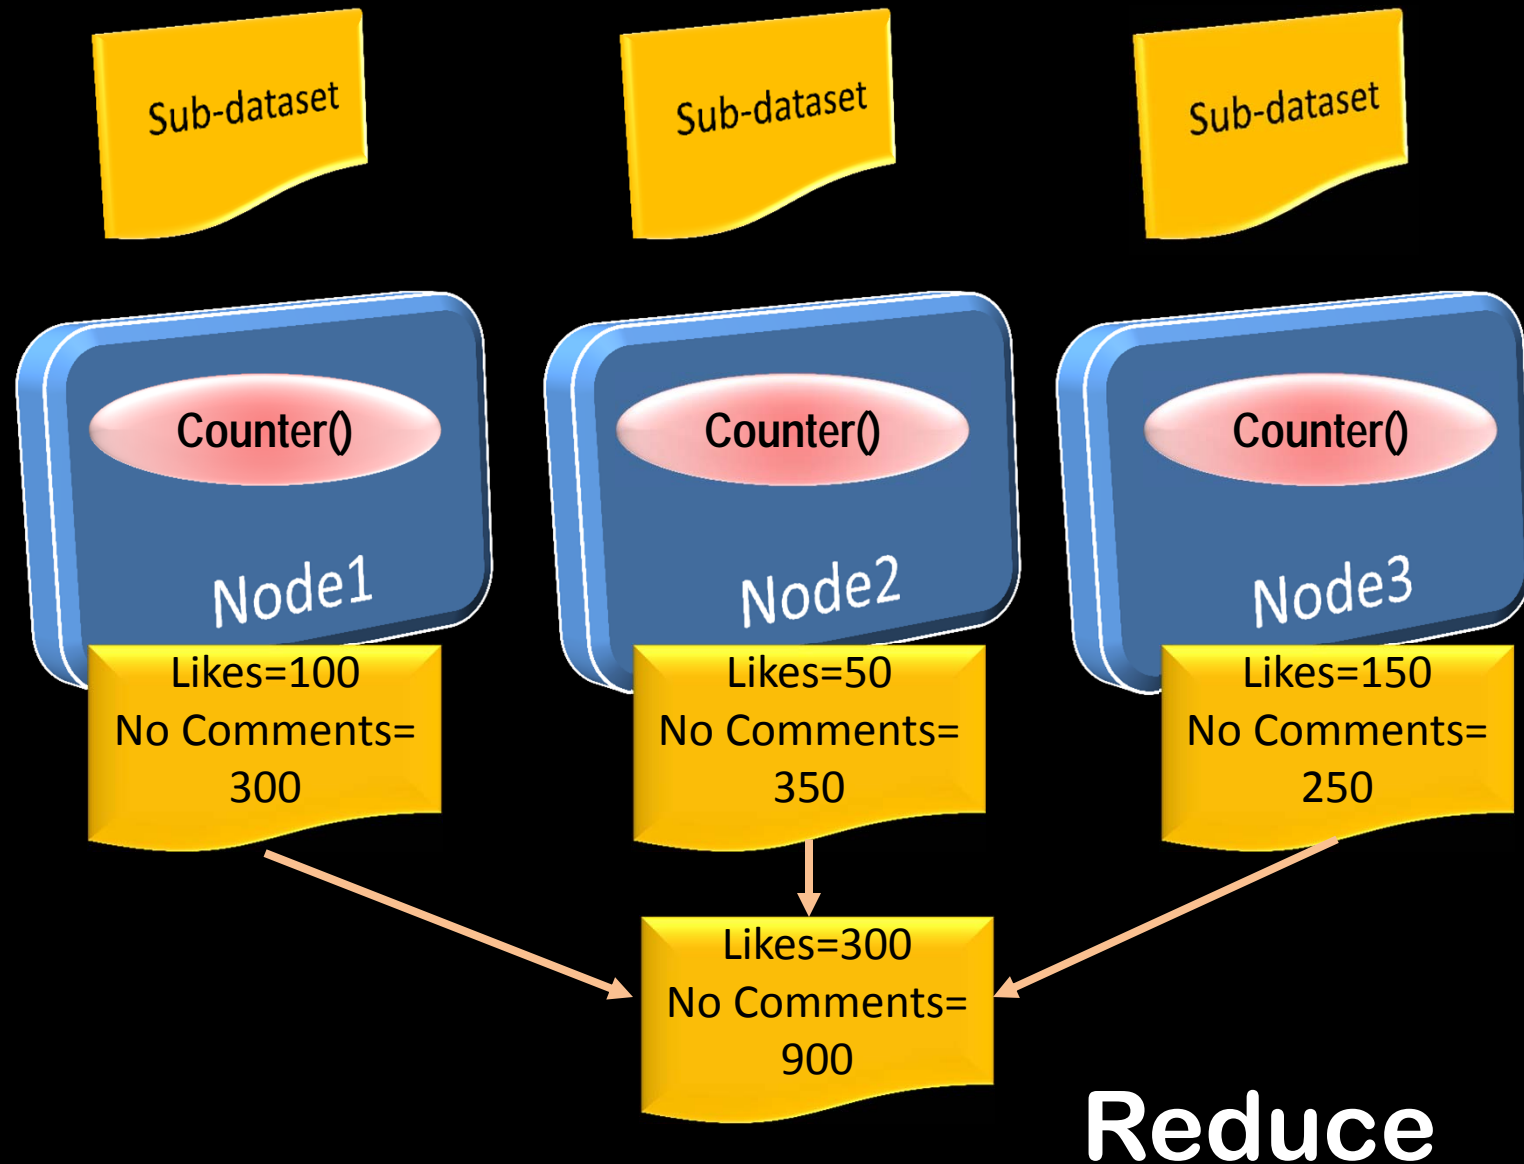 Sub-dataset
Sub-dataset
Sub-dataset
Counter()
Counter()
Counter()
Node1
Node2
Node3
Likes=100
No Comments=
300
Likes=50
No Comments=
350
Likes=150
No Comments=
250
Likes=300
No Comments=
900
Reduce